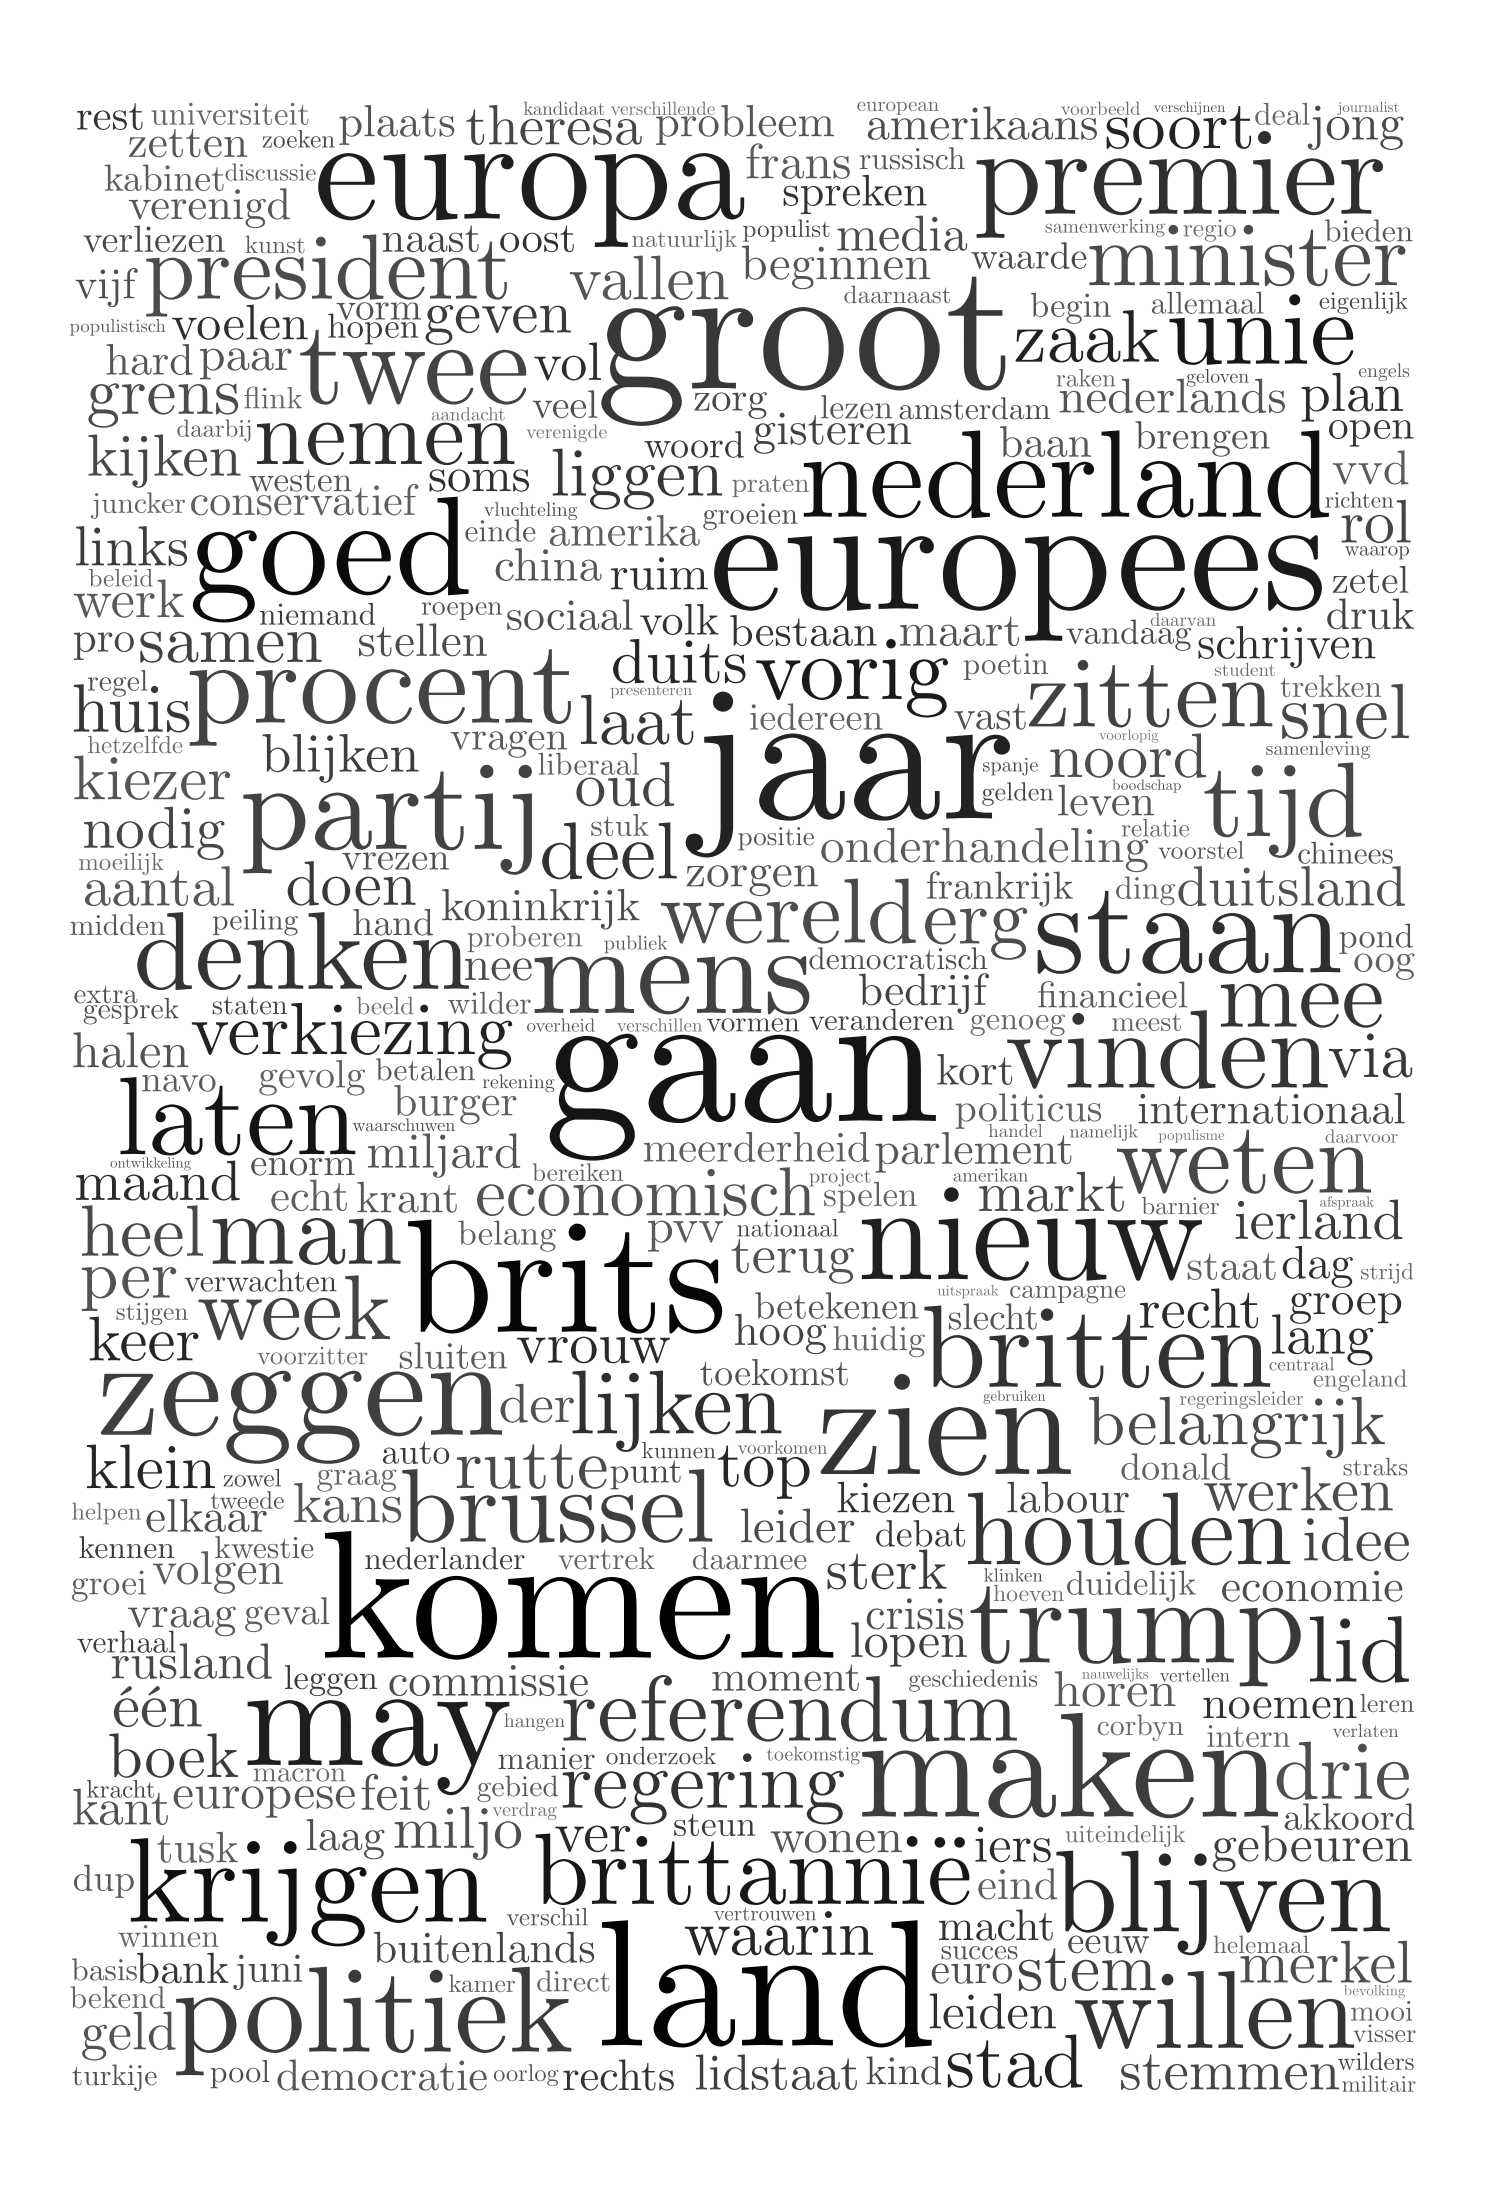 rest universiteit plaats theresa kandidaat verschillende probleem european amerikaans voorbeeld verschijnen soort deal jong journalist
zetten zoeken europa frans russisch premier
kabinet discussie spreken
verenigd
verliezen kunst naast oost natuurlijk populist media samenwerking regio bieden
vijf president vallen beginnen waarde minister
populistisch voelen vorm hopen geven groot daarnaast begin allemaal eigenlijk
hard paar twee vol zaak unie
grens flink veel zorg lezen amsterdam raken nederlands geloven engels plan
daarbij nemen aandacht verenigde woord gisteren baan brengen open
kijken westen soms liggen praten nederland vvd
juncker conservatief vluchteling groeien richten
links goed einde amerika europees rol
beleid china ruim waarop
werk niemand roepen sociaal volk zetel
pro samen stellen bestaan maart vandaag daarvan druk
regel procent duits vorig poetin schrijven
huis presenteren laat jaar iedereen vast zitten student trekken snel
hetzelfde blijken vragen liberaal voorlopig samenleving
kiezer partij oud spanje noord tijd
nodig stuk gelden leven boodschap
moeilijk vrezen deel positie onderhandeling relatie voorstel chinees
aantal doen zorgen frankrijk ding duitsland
midden peiling hand koninkrijk wereld erg staan
denken proberen publiek pond
nee mens democratisch oog
extra gesprek staten beeld wilder bedrijf financieel mee
halen verkiezing overheid verschillen vormen veranderen genoeg meest
navo gevolg betalen rekening gaan kort vinden via
laten burger politicus internationaal
waarschuwen handel namelijk populisme daarvoor
ontwikkeling enorm miljard bereiken meerderheid parlement weten
maand echt krant economisch project spelen amerikan markt barnier afspraak
heel man brits belang pvv nationaal nieuw ierland
per verwachten terug staat dag strijd
stijgen week betekenen uitspraak campagne recht groep
keer voorzitter sluiten vrouw hoog huidig slecht britten lang
zeggen toekomst centraal engeland
der lijken zien gebruiken regeringsleider belangrijk
klein zowel auto graag rutte punt kunnen voorkomen top donald straks
helpen tweede elkaar kans brussel leider kiezen labour werken
kennen kwestie debat houden idee
groei volgen nederlander vertrek daarmee sterk klinken hoeven duidelijk economie
vraag geval komen crisis trump
verhaal rusland lopen lid
leggen commissie moment geschiedenis nauwelijks vertellen
één may hangen referendum horen noemen leren
boek manier onderzoek toekomstig corbyn intern verlaten
kracht macron gebied regering maken drie
kant europese feit verdrag akkoord
tusk laag miljo ver steun wonen iers uiteindelijk gebeuren
dup krijgen brittannië eind blijven
winnen verschil vertrouwen waarin macht eeuw helemaal
basis bank juni buitenlands land succes euro stem merkel
bekend politiek kamer direct leiden willen bevolking mooi
geld visser
turkije pool democratie oorlog rechts lidstaat kind stad stemmen wilders
militair